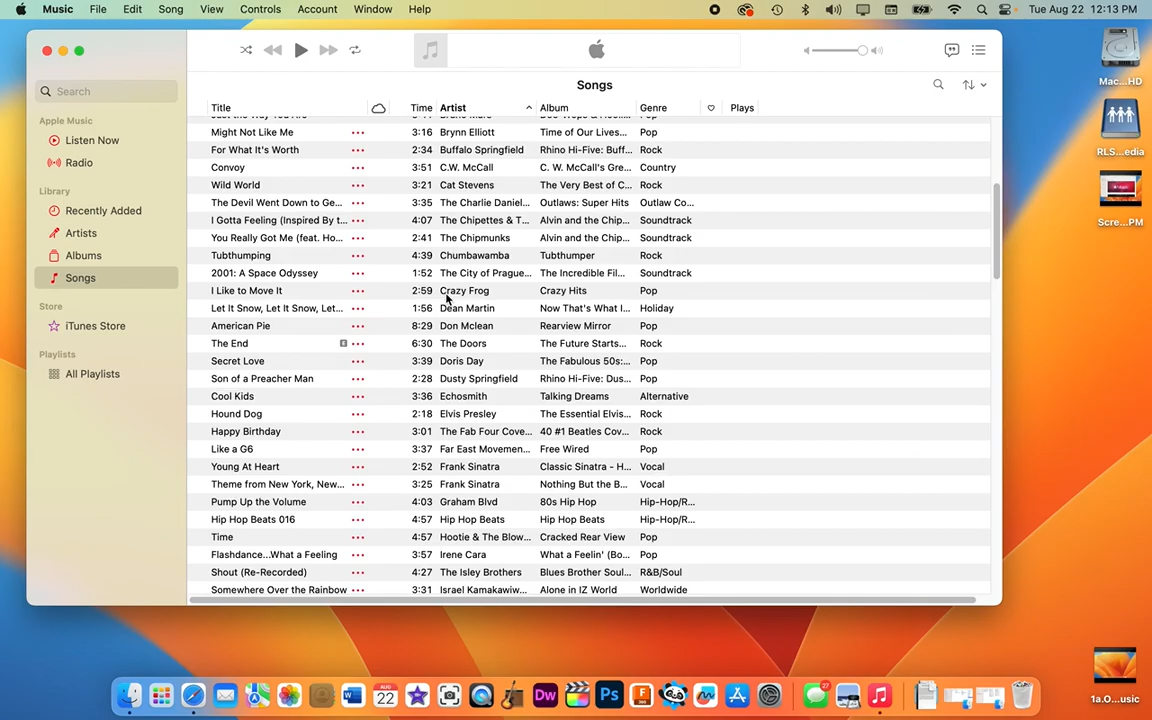 Music File Edit Song View Controls Account Window Help Tue Aug 22 12:13 PM
Search
Apple Music
Listen Now
Radio
Library
Recently Added
Artists
Albums
Songs
Store
iTunes Store
Playlists
All Playlists
Songs
Title Time Artist Album Genre Plays
Might Not Like Me 3:16 Brynn Elliott Time of Our Lives... Pop
For What It's Worth 2:34 Buffalo Springfield Rhino Hi-Five: Buff... Rock
Convoy 3:51 C.W. McCall C. W. McCall's Gre... Country
Wild World 3:21 Cat Stevens The Very Best of C... Rock
The Devil Went Down to Ge... 3:35 The Charlie Daniel... Outlaws: Super Hits Outlaw Co...
I Gotta Feeling (Inspired By t... 4:07 The Chipettes & T... Alvin and the Chip... Soundtrack
You Really Got Me (feat. Ho... 2:41 The Chipmunks Alvin and the Chip... Soundtrack
Tubthumping 4:39 Chumbawamba Tubthumper Rock
2001: A Space Odyssey 1:52 The City of Prague... The Incredible Fil... Soundtrack
I Like to Move It 2:59 Crazy Frog Crazy Hits Pop
Let It Snow, Let It Snow, Let... 1:56 Dean Martin Now That's What I... Holiday
American Pie 8:29 Don Mclean Rearview Mirror Pop
The End E 6:30 The Doors The Future Starts... Rock
Secret Love 3:39 Doris Day The Fabulous 50s:... Pop
Son of a Preacher Man 2:28 Dusty Springfield Rhino Hi-Five: Dus... Pop
Cool Kids 3:36 Echosmith Talking Dreams Alternative
Hound Dog 2:18 Elvis Presley The Essential Elvis... Rock
Happy Birthday 3:01 The Fab Four Cove... 40 #1 Beatles Cov... Rock
Like a G6 3:37 Far East Movemen... Free Wired Pop
Young At Heart 2:52 Frank Sinatra Classic Sinatra - H... Vocal
Theme from New York, New... 3:25 Frank Sinatra Nothing But the B... Vocal
Pump Up the Volume 4:03 Graham Blvd 80s Hip Hop Hip-Hop/R...
Hip Hop Beats 016 4:57 Hip Hop Beats Hip Hop Beats Hip-Hop/R...
Time 4:57 Hootie & The Blow... Cracked Rear View Pop
Flashdance...What a Feeling 3:57 Irene Cara What a Feelin' (Bo... Pop
Shout (Re-Recorded) 4:27 The Isley Brothers Blues Brother Soul... R&B/Soul
Somewhere Over the Rainbow 3:31 Israel Kamakawiw... Alone in IZ World Worldwide
Mac...HD
RLS...edia
Scre...PM
1a.O...usic
AUG
22
W
Dw
Ps
F
27